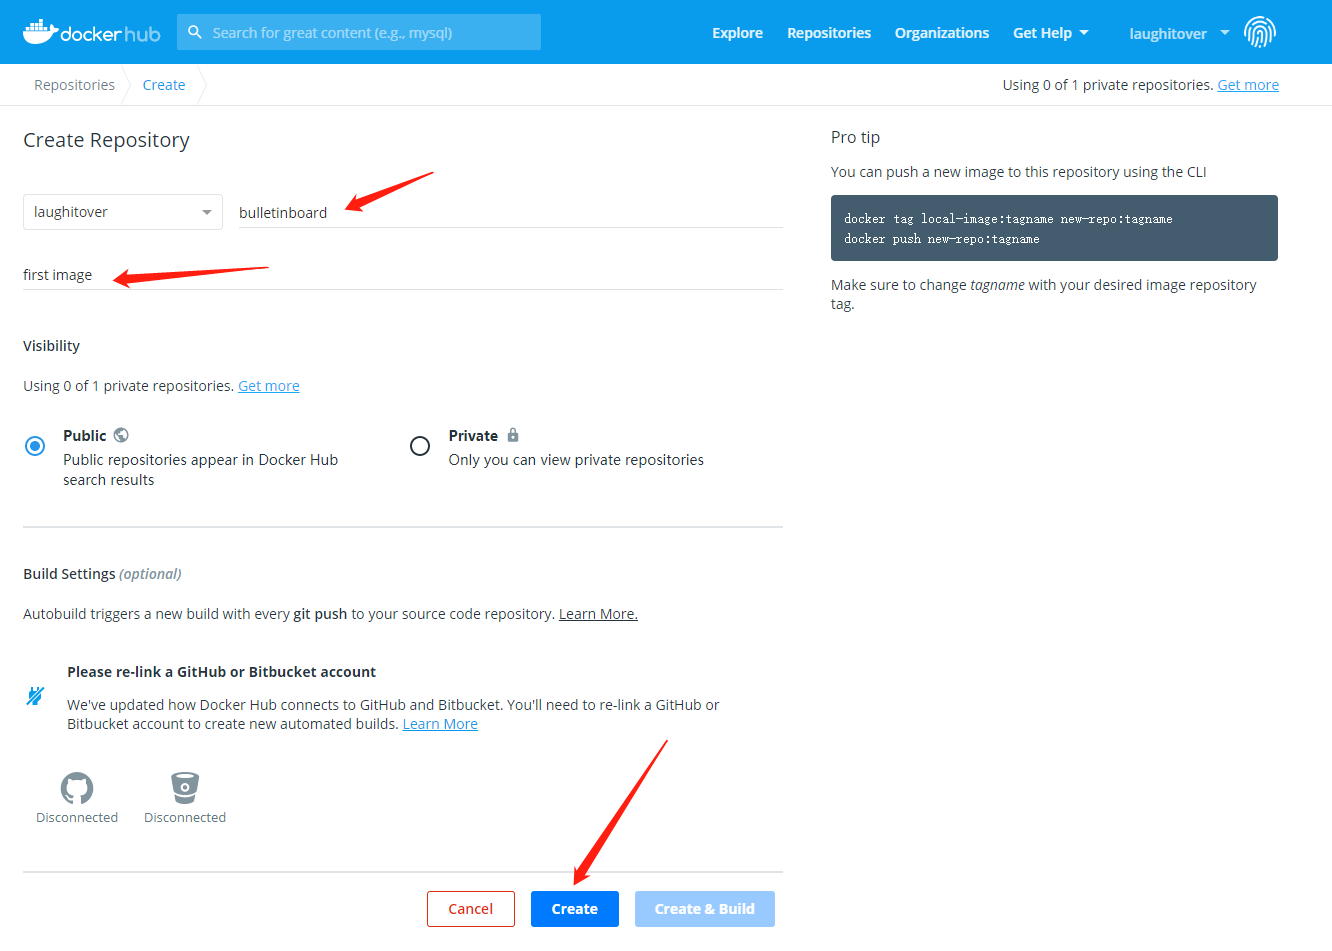 docker hub
Search for great content (e.g., mysql)
Explore
Repositories
Organizations
Get Help
laughitover
Repositories
Create
Using 0 of 1 private repositories. Get more
Create Repository
laughitover
bulletinboard
first image
Visibility
Using 0 of 1 private repositories. Get more
Public
Public repositories appear in Docker Hub
search results
Private
Only you can view private repositories
Build Settings (optional)
Autobuild triggers a new build with every git push to your source code repository. Learn More.
Please re-link a GitHub or Bitbucket account
We've updated how Docker Hub connects to GitHub and Bitbucket. You'll need to re-link a GitHub or
Bitbucket account to create new automated builds. Learn More
Disconnected
Disconnected
Cancel
Create
Create & Build
Pro tip
You can push a new image to this repository using the CLI
docker tag local-image:tagname new-repo:tagname
docker push new-repo:tagname
Make sure to change tagname with your desired image repository
tag.